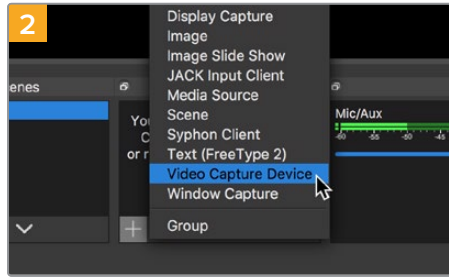 2
Display Capture
Image
Image Slide Show
JACK Input Client
Media Source
Scene
Syphon Client
Text (FreeType 2)
Video Capture Device
Window Capture
Group
enes
You
C
or r
Mic/Aux
-60 -55 -50 -45